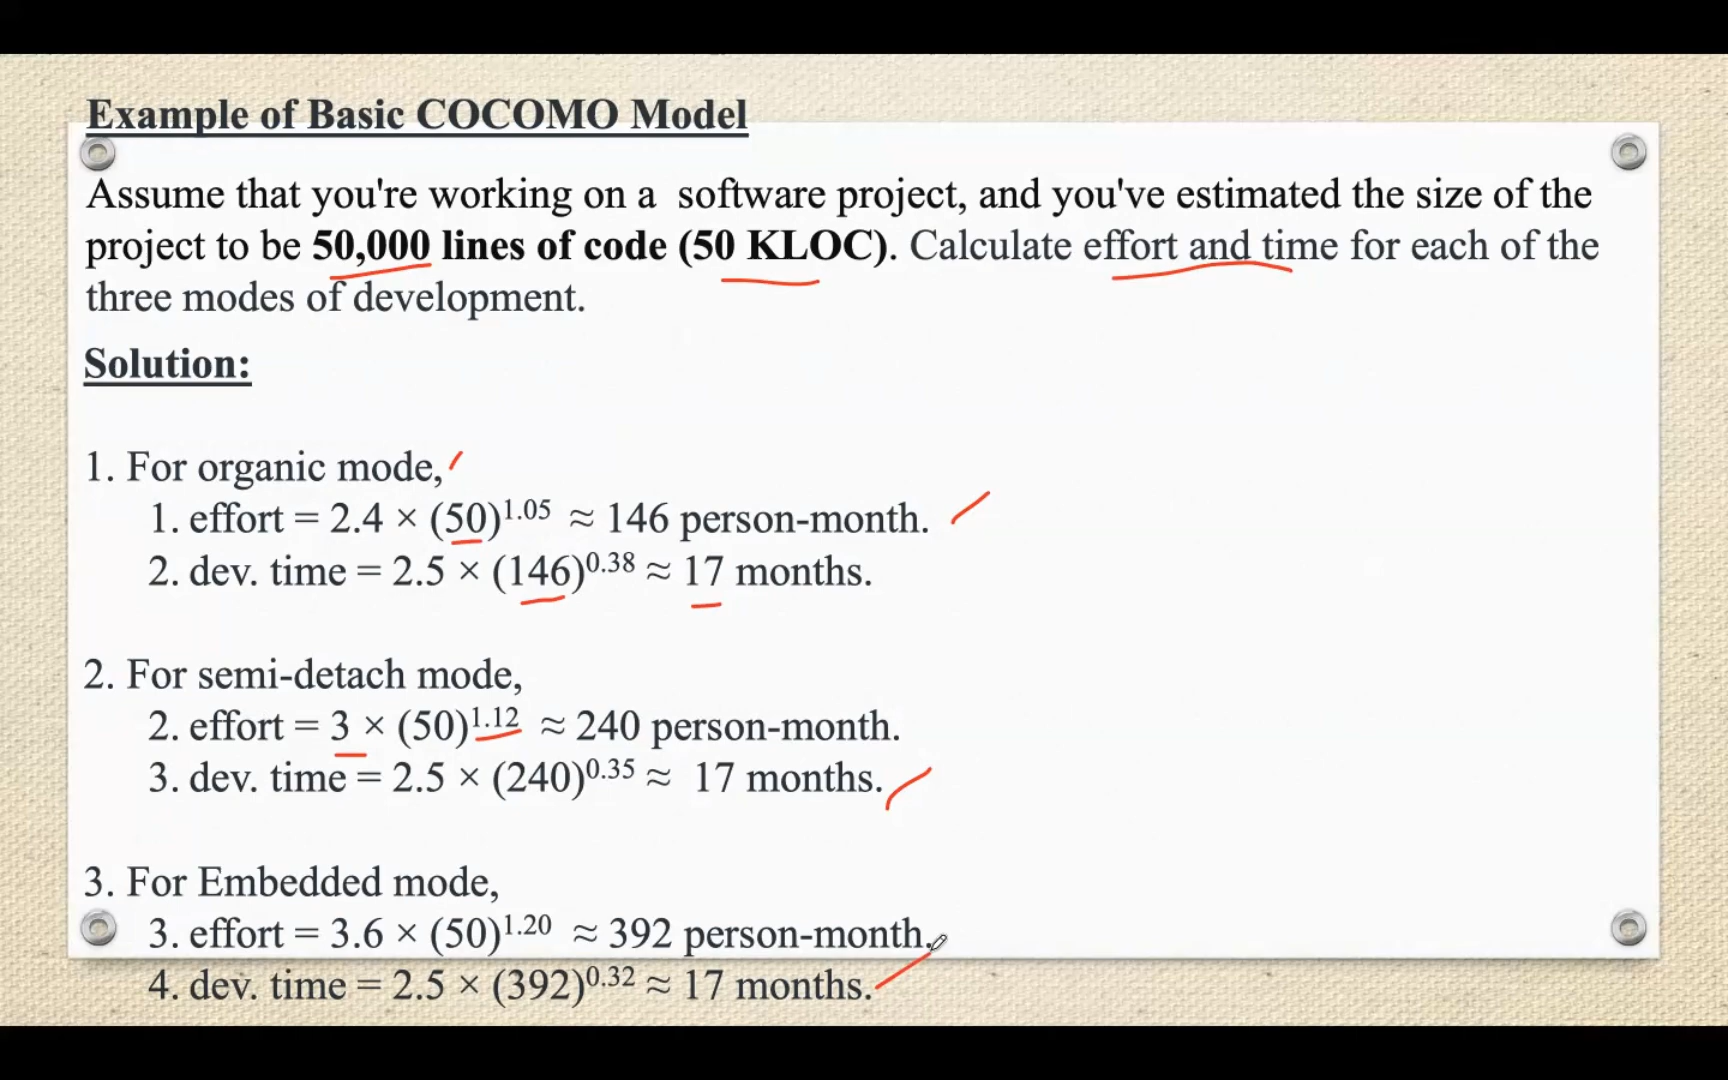 Example of Basic COCOMO Model
Assume that you're working on a software project, and you've estimated the size of the
project to be 50,000 lines of code (50 KLOC). Calculate effort and time for each of the
three modes of development.
Solution:
1. For organic mode,
1. effort = 2.4 × (50)^1.05 ≈ 146 person-month.
2. dev. time = 2.5 × (146)^0.38 ≈ 17 months.
2. For semi-detach mode,
2. effort = 3 × (50)^1.12 ≈ 240 person-month.
3. dev. time = 2.5 × (240)^0.35 ≈ 17 months.
3. For Embedded mode,
3. effort = 3.6 × (50)^1.20 ≈ 392 person-month.
4. dev. time = 2.5 × (392)^0.32 ≈ 17 months.